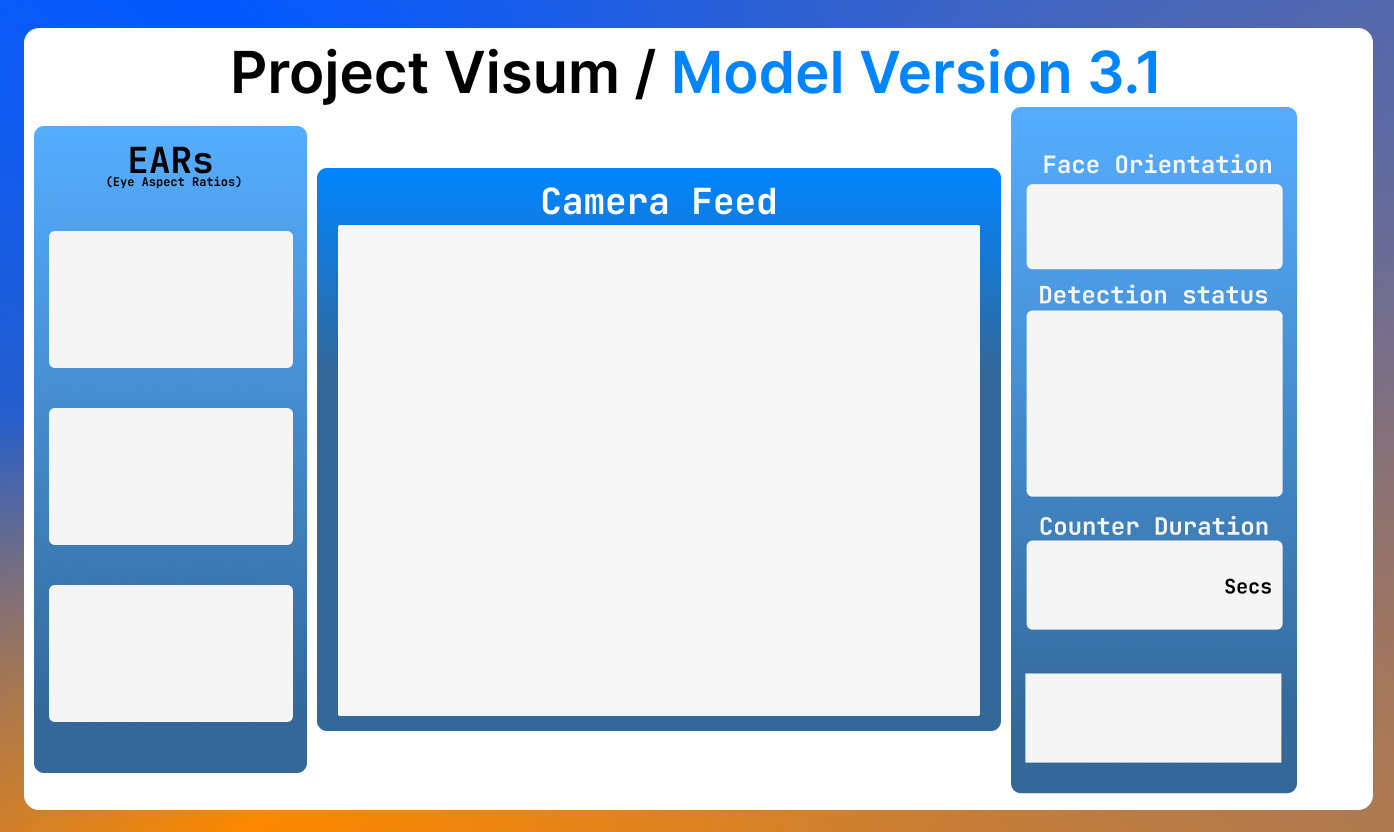 Project Visum / Model Version 3.1
EARs
(Eye Aspect Ratios)
Camera Feed
Face Orientation
Detection status
Counter Duration
Secs